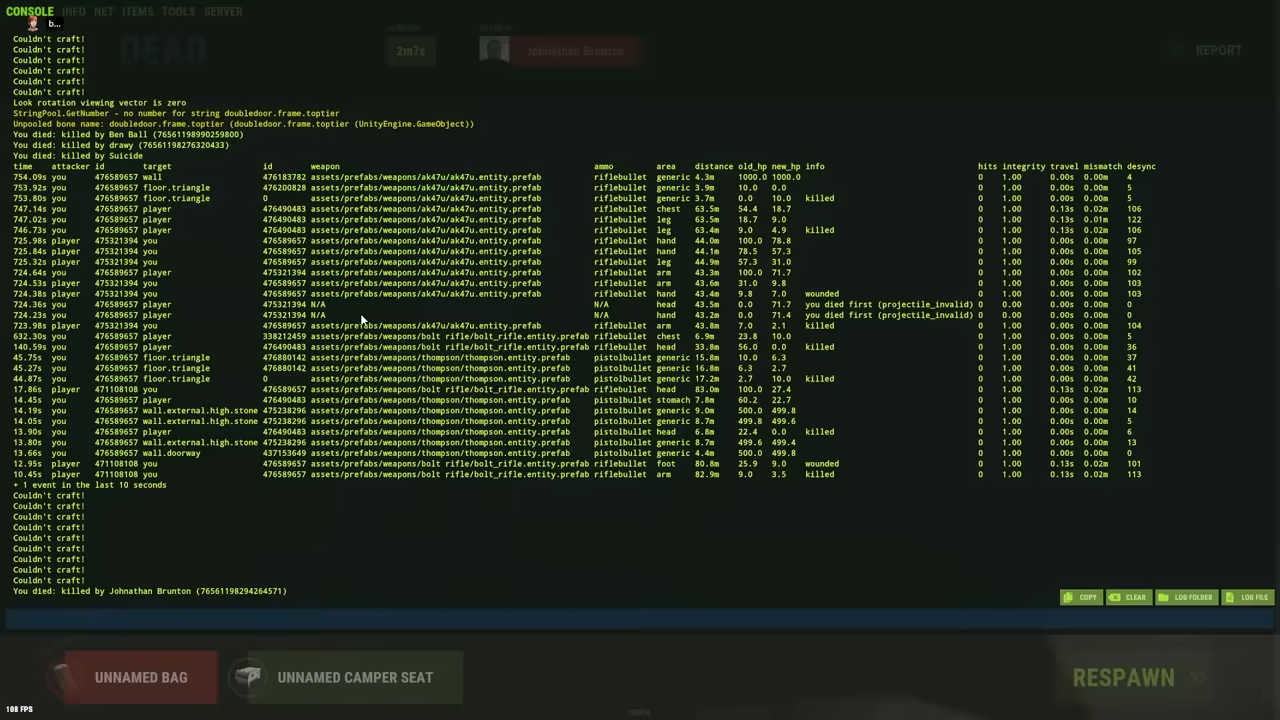 CONSOLE INFO NET ITEMS TOOLS SERVER
b...
DEAD
2m7s
Johnathan Brunton
REPORT
Couldn't craft!
Couldn't craft!
Couldn't craft!
Couldn't craft!
Couldn't craft!
Couldn't craft!
Look rotation viewing vector is zero
StringPool.GetNumber - no number for string doubledoor.frame.toptier
Unpooled bone name: doubledoor.frame.toptier (doubledoor.frame.toptier (UnityEngine.GameObject))
You died: killed by Ben Ball (76561198990259800)
You died: killed by drawy (76561198276320433)
You died: killed by Suicide
time attacker id target id weapon ammo area distance old_hp new_hp info hits integrity travel mismatch desync
754.09s you 476589657 wall 476183782 assets/prefabs/weapons/ak47u/ak47u.entity.prefab riflebullet generic 4.3m 1000.0 1000.0 0 1.00 0.00s 0.00m 4
753.92s you 476589657 floor.triangle 476200828 assets/prefabs/weapons/ak47u/ak47u.entity.prefab riflebullet generic 3.9m 10.0 0.0 0 1.00 0.00s 0.00m 5
753.80s you 476589657 floor.triangle 0 assets/prefabs/weapons/ak47u/ak47u.entity.prefab riflebullet generic 3.7m 0.0 10.0 killed 0 1.00 0.00s 0.00m 5
747.14s you 476589657 player 476490483 assets/prefabs/weapons/ak47u/ak47u.entity.prefab riflebullet chest 63.5m 54.4 18.7 0 1.00 0.13s 0.02m 106
747.02s you 476589657 player 476490483 assets/prefabs/weapons/ak47u/ak47u.entity.prefab riflebullet leg 63.5m 18.7 9.0 0 1.00 0.13s 0.01m 122
746.73s you 476589657 player 476490483 assets/prefabs/weapons/ak47u/ak47u.entity.prefab riflebullet leg 63.4m 9.0 4.9 killed 0 1.00 0.13s 0.02m 106
725.98s player 475321394 you 476589657 assets/prefabs/weapons/ak47u/ak47u.entity.prefab riflebullet hand 44.0m 100.0 78.8 0 1.00 0.00s 0.00m 97
725.84s player 475321394 you 476589657 assets/prefabs/weapons/ak47u/ak47u.entity.prefab riflebullet hand 44.1m 78.5 57.3 0 1.00 0.00s 0.00m 105
725.32s player 475321394 you 476589657 assets/prefabs/weapons/ak47u/ak47u.entity.prefab riflebullet leg 44.9m 57.3 31.0 0 1.00 0.00s 0.00m 99
724.64s you 476589657 player 475321394 assets/prefabs/weapons/ak47u/ak47u.entity.prefab riflebullet arm 43.3m 100.0 71.7 0 1.00 0.00s 0.00m 102
724.53s player 475321394 you 476589657 assets/prefabs/weapons/ak47u/ak47u.entity.prefab riflebullet arm 43.6m 31.0 9.8 0 1.00 0.00s 0.00m 103
724.38s player 475321394 you 476589657 assets/prefabs/weapons/ak47u/ak47u.entity.prefab riflebullet hand 43.4m 9.8 7.0 wounded 0 1.00 0.00s 0.00m 103
724.36s you 476589657 player 475321394 N/A N/A head 43.5m 0.0 71.7 you died first (projectile_invalid) 0 1.00 0.00s 0.00m 0
724.23s you 476589657 player 475321394 N/A N/A hand 43.2m 0.0 71.4 you died first (projectile_invalid) 0 1.00 0.00s 0.00m 0
723.98s player 475321394 you 476589657 assets/prefabs/weapons/ak47u/ak47u.entity.prefab riflebullet arm 43.8m 7.0 2.1 killed 0 1.00 0.00s 0.00m 104
632.30s you 476589657 player 338212459 assets/prefabs/weapons/bolt rifle/bolt_rifle.entity.prefab riflebullet chest 6.9m 23.8 10.0 0 1.00 0.00s 0.00m 5
140.59s you 476589657 player 476490483 assets/prefabs/weapons/bolt rifle/bolt_rifle.entity.prefab riflebullet head 33.8m 56.0 0.0 killed 0 1.00 0.00s 0.00m 36
45.75s you 476589657 floor.triangle 476880142 assets/prefabs/weapons/thompson/thompson.entity.prefab pistolbullet generic 15.8m 10.0 6.3 0 1.00 0.00s 0.00m 37
45.27s you 476589657 floor.triangle 476880142 assets/prefabs/weapons/thompson/thompson.entity.prefab pistolbullet generic 16.8m 6.3 2.7 0 1.00 0.00s 0.00m 41
44.87s you 476589657 floor.triangle 0 assets/prefabs/weapons/thompson/thompson.entity.prefab pistolbullet generic 17.2m 2.7 10.0 killed 0 1.00 0.00s 0.00m 42
17.86s player 471108108 you 476589657 assets/prefabs/weapons/bolt rifle/bolt_rifle.entity.prefab riflebullet head 83.0m 100.0 27.4 0 1.00 0.13s 0.02m 113
14.45s you 476589657 player 476490483 assets/prefabs/weapons/thompson/thompson.entity.prefab pistolbullet stomach 7.8m 60.2 22.7 0 1.00 0.00s 0.00m 10
14.19s you 476589657 wall.external.high.stone 475238296 assets/prefabs/weapons/thompson/thompson.entity.prefab pistolbullet generic 9.0m 500.0 499.8 0 1.00 0.00s 0.00m 14
14.05s you 476589657 wall.external.high.stone 475238296 assets/prefabs/weapons/thompson/thompson.entity.prefab pistolbullet generic 8.7m 499.8 499.6 0 1.00 0.00s 0.00m 5
13.90s you 476589657 player 476490483 assets/prefabs/weapons/thompson/thompson.entity.prefab pistolbullet head 6.8m 22.4 0.0 killed 0 1.00 0.00s 0.00m 6
13.80s you 476589657 wall.external.high.stone 475238296 assets/prefabs/weapons/thompson/thompson.entity.prefab pistolbullet generic 8.7m 499.6 499.4 0 1.00 0.00s 0.00m 13
13.66s you 476589657 wall.doorway 437153649 assets/prefabs/weapons/thompson/thompson.entity.prefab pistolbullet generic 4.4m 500.0 499.8 0 1.00 0.00s 0.00m 0
12.95s player 471108108 you 476589657 assets/prefabs/weapons/bolt rifle/bolt_rifle.entity.prefab riflebullet foot 80.8m 25.9 9.0 wounded 0 1.00 0.13s 0.02m 101
10.45s player 471108108 you 476589657 assets/prefabs/weapons/bolt rifle/bolt_rifle.entity.prefab riflebullet arm 82.9m 9.0 3.5 killed 0 1.00 0.13s 0.02m 113
+ 1 event in the last 10 seconds
Couldn't craft!
Couldn't craft!
Couldn't craft!
Couldn't craft!
Couldn't craft!
Couldn't craft!
Couldn't craft!
Couldn't craft!
Couldn't craft!
You died: killed by Johnathan Brunton (76561198294264571)
COPY CLEAR LOG FOLDER LOG FILE
UNNAMED BAG
UNNAMED CAMPER SEAT
RESPAWN
108 FPS